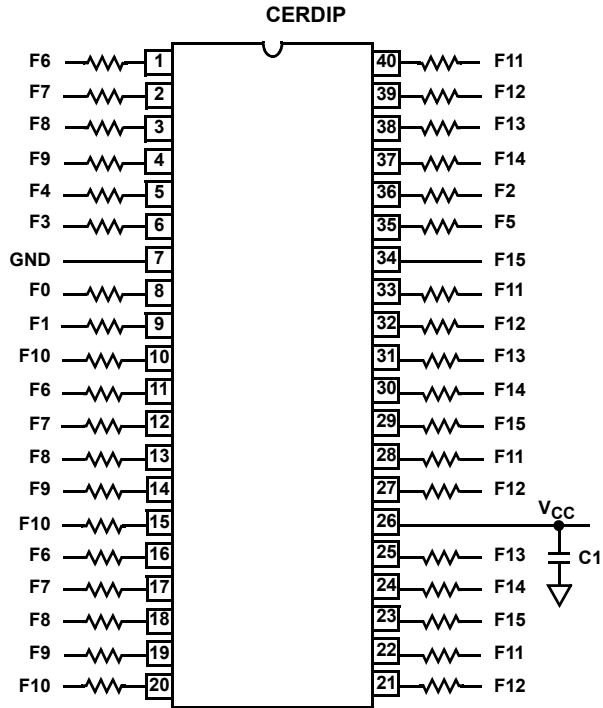 CERDIP
F6 1 40 F11
F7 2 39 F12
F8 3 38 F13
F9 4 37 F14
F4 5 36 F2
F3 6 35 F5
GND 7 34 F15
F0 8 33 F11
F1 9 32 F12
F10 10 31 F13
F6 11 30 F14
F7 12 29 F15
F8 13 28 F11
F9 14 27 F12
F10 15 26 VCC
F6 16 25 F13 C1
F7 17 24 F14
F8 18 23 F15
F9 19 22 F11
F10 20 21 F12